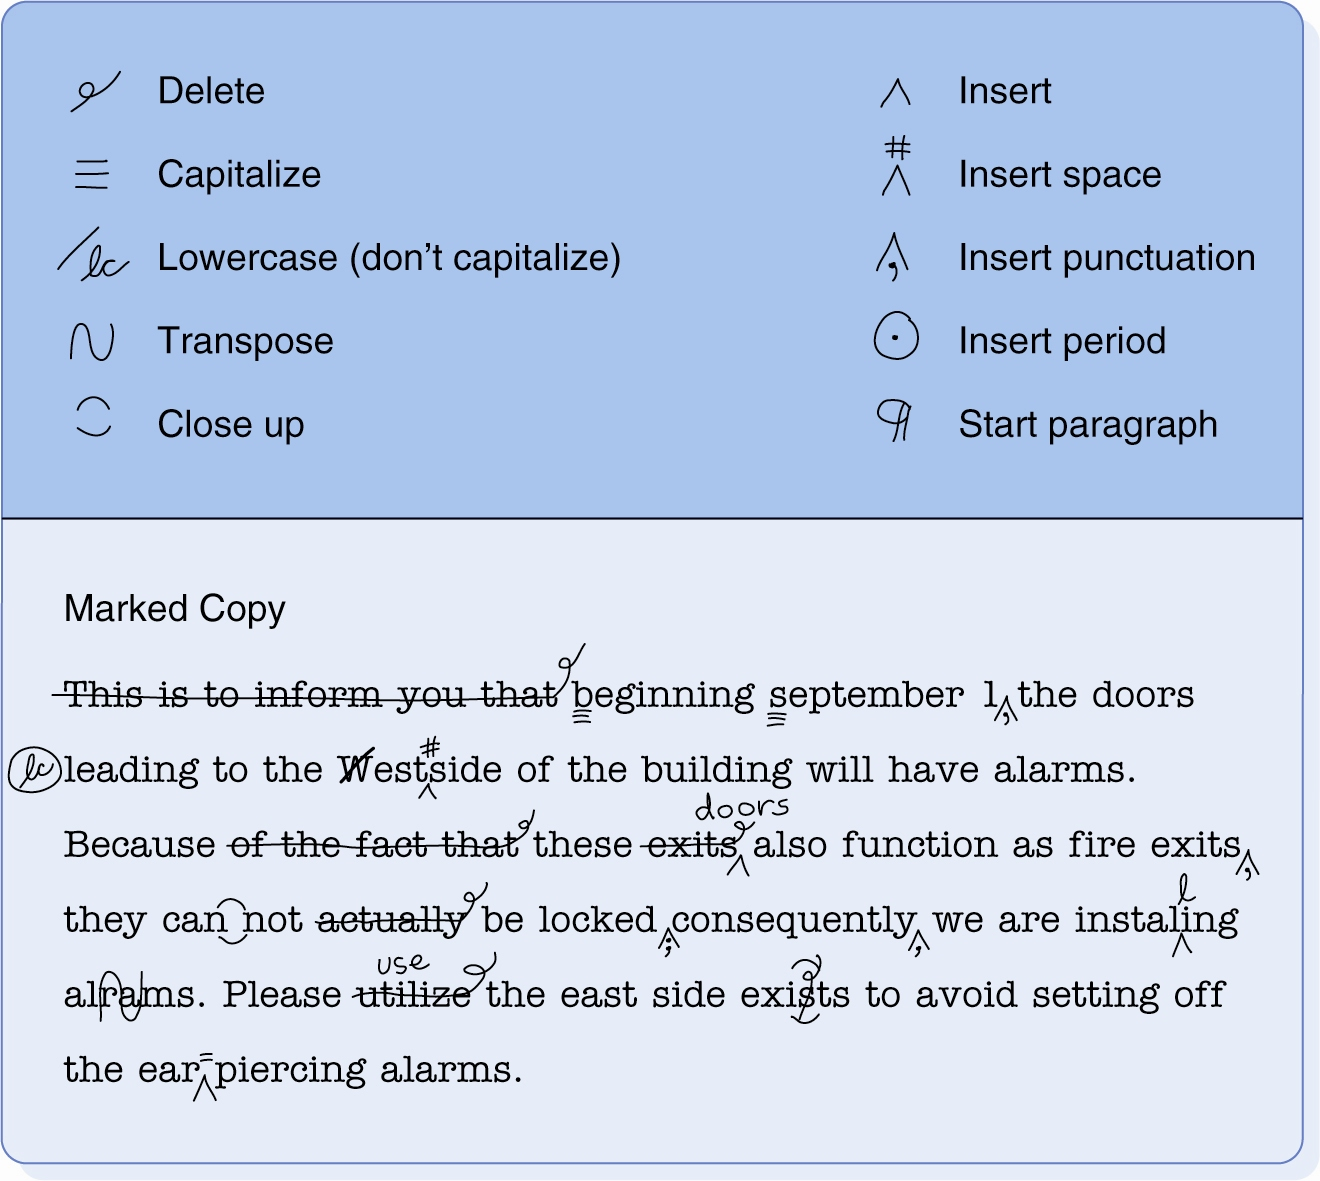 Delete
Capitalize
lc Lowercase (don't capitalize)
Transpose
Close up
Insert
# Insert space
Insert punctuation
Insert period
¶ Start paragraph
Marked Copy
This is to inform you that beginning september 1, the doors
#
lc leading to the Westside of the building will have alarms.
doors
Because of the fact that these exits also function as fire exits,
l
they can not actually be locked; consequently, we are instaling
use
alrams. Please utilize the east side exists to avoid setting off
the ear=piercing alarms.